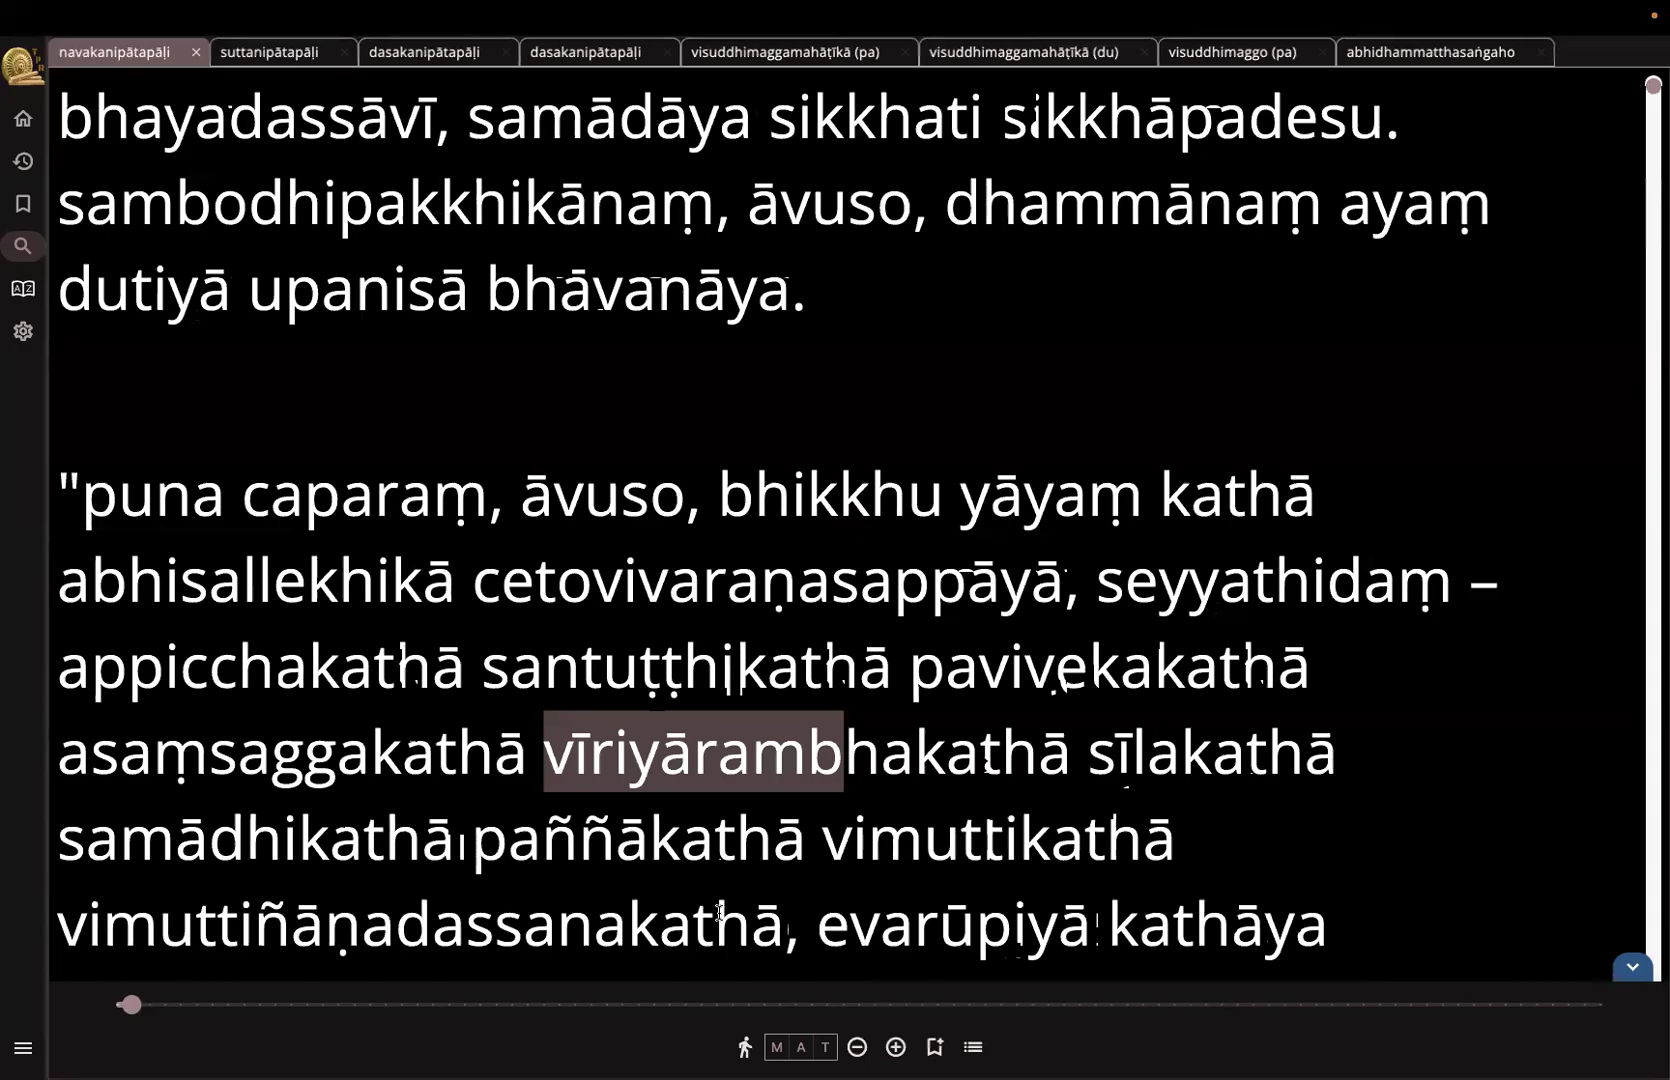 navakanipātapāḷi × suttanipātapāḷi dasakanipātapāḷi dasakanipātapāḷi visuddhimaggamahāṭīkā (pa) visuddhimaggamahāṭīkā (du) visuddhimaggo (pa) abhidhammatthasaṅgaho
bhayadassāvī, samādāya sikkhati sikkhāpadesu.
sambodhipakkhikānaṃ, āvuso, dhammānaṃ ayaṃ
dutiyā upanisā bhāvanāya.
"puna caparaṃ, āvuso, bhikkhu yāyaṃ kathā
abhisallekhikā cetovivaraṇasappāyā, seyyathidaṃ –
appicchakathā santuṭṭhikathā pavivekakathā
asaṃsaggakathā vīriyārambhakathā sīlakathā
samādhikathā paññākathā vimuttikathā
vimuttiñāṇadassanakathā, evarūpiyā kathāya
M A T